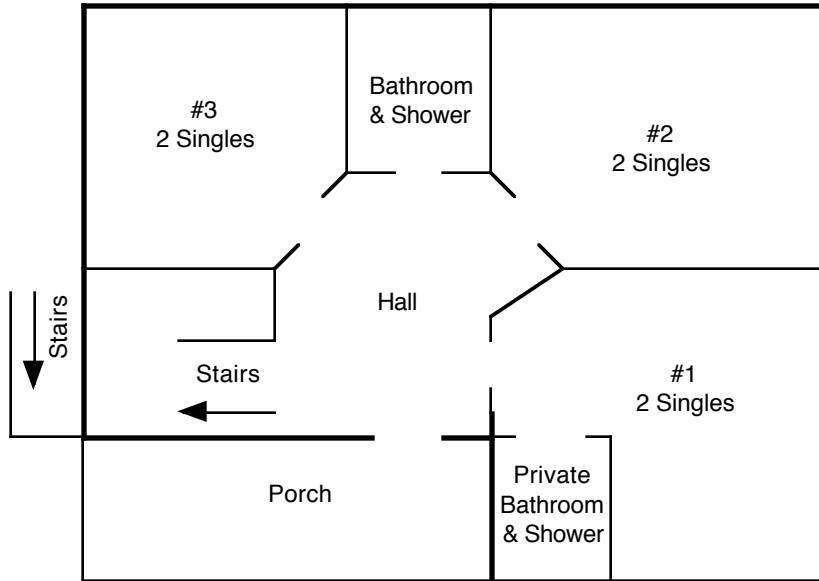 #3
2 Singles
Bathroom
& Shower
#2
2 Singles
Hall
Stairs
Stairs
#1
2 Singles
Porch
Private
Bathroom
& Shower